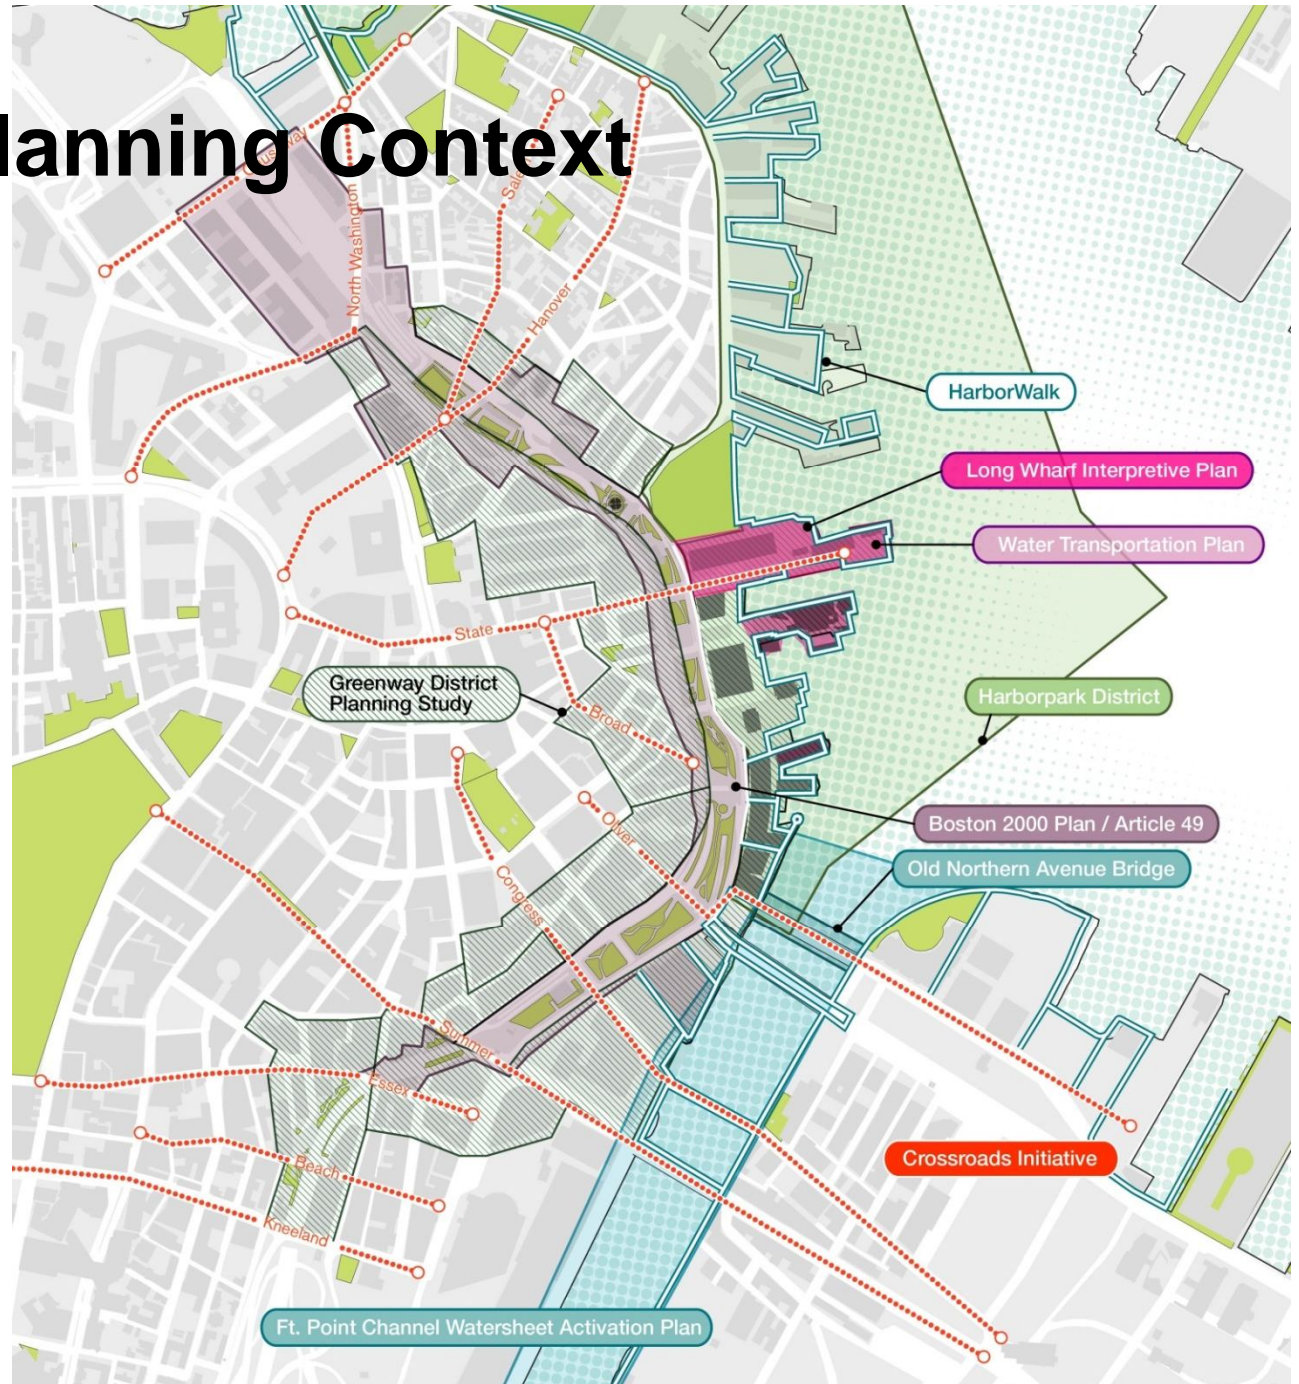 lanning Context
Causeway
North Washington
Salem
Hanover
HarborWalk
Long Wharf Interpretive Plan
Water Transportation Plan
State
Greenway District
Planning Study
Harborpark District
Broad
Boston 2000 Plan / Article 49
Oliver
Old Northern Avenue Bridge
Congress
Summer
Essex
Crossroads Initiative
Beach
Kneeland
Ft. Point Channel Watersheet Activation Plan